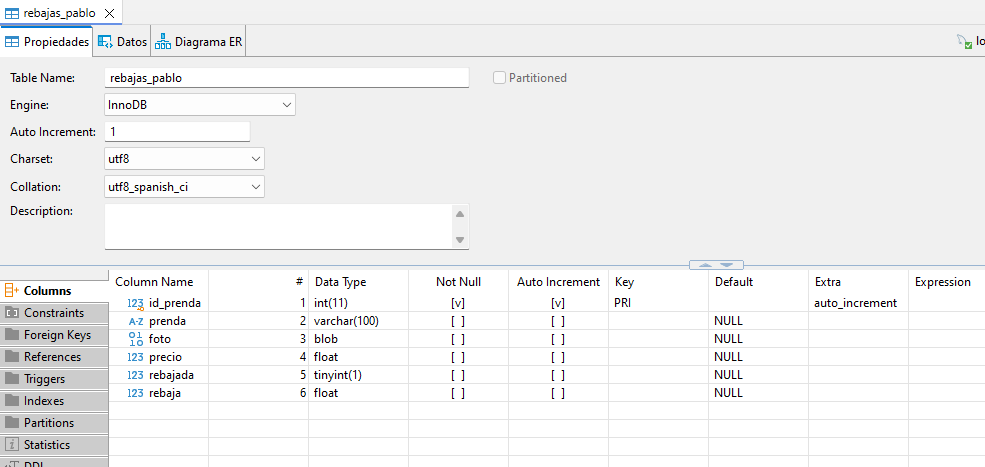 rebajas_pablo
Propiedades Datos Diagrama ER
Table Name: rebajas_pablo Partitioned
Engine: InnoDB
Auto Increment: 1
Charset: utf8
Collation: utf8_spanish_ci
Description:
Column Name # Data Type Not Null Auto Increment Key Default Extra Expression
123 id_prenda 1 int(11) [v] [v] PRI auto_increment
A-Z prenda 2 varchar(100) [ ] [ ] NULL
foto 3 blob [ ] [ ] NULL
123 precio 4 float [ ] [ ] NULL
123 rebajada 5 tinyint(1) [ ] [ ] NULL
123 rebaja 6 float [ ] [ ] NULL
Columns
Constraints
Foreign Keys
References
Triggers
Indexes
Partitions
Statistics